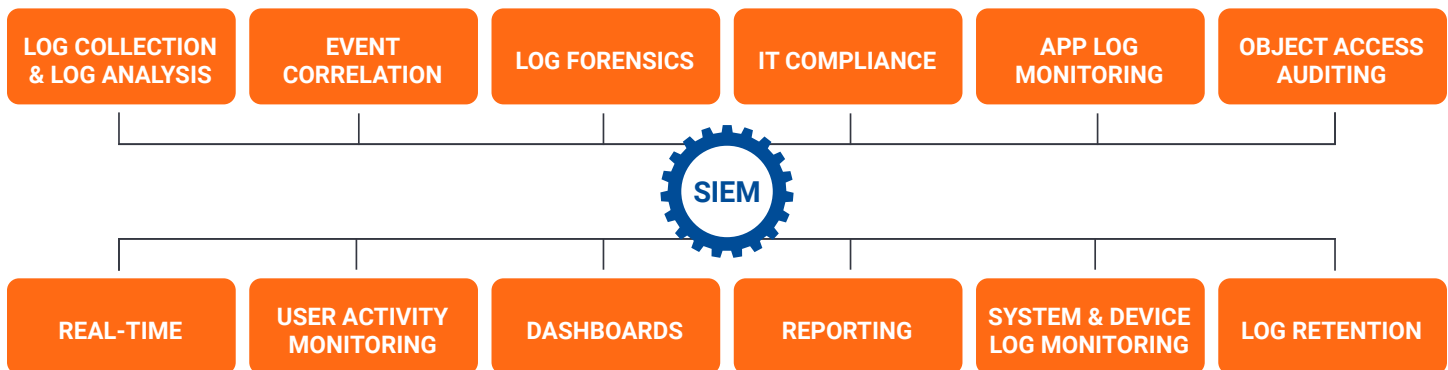 LOG COLLECTION
& LOG ANALYSIS
EVENT
CORRELATION
LOG FORENSICS
IT COMPLIANCE
APP LOG
MONITORING
OBJECT ACCESS
AUDITING
SIEM
REAL-TIME
USER ACTIVITY
MONITORING
DASHBOARDS
REPORTING
SYSTEM & DEVICE
LOG MONITORING
LOG RETENTION